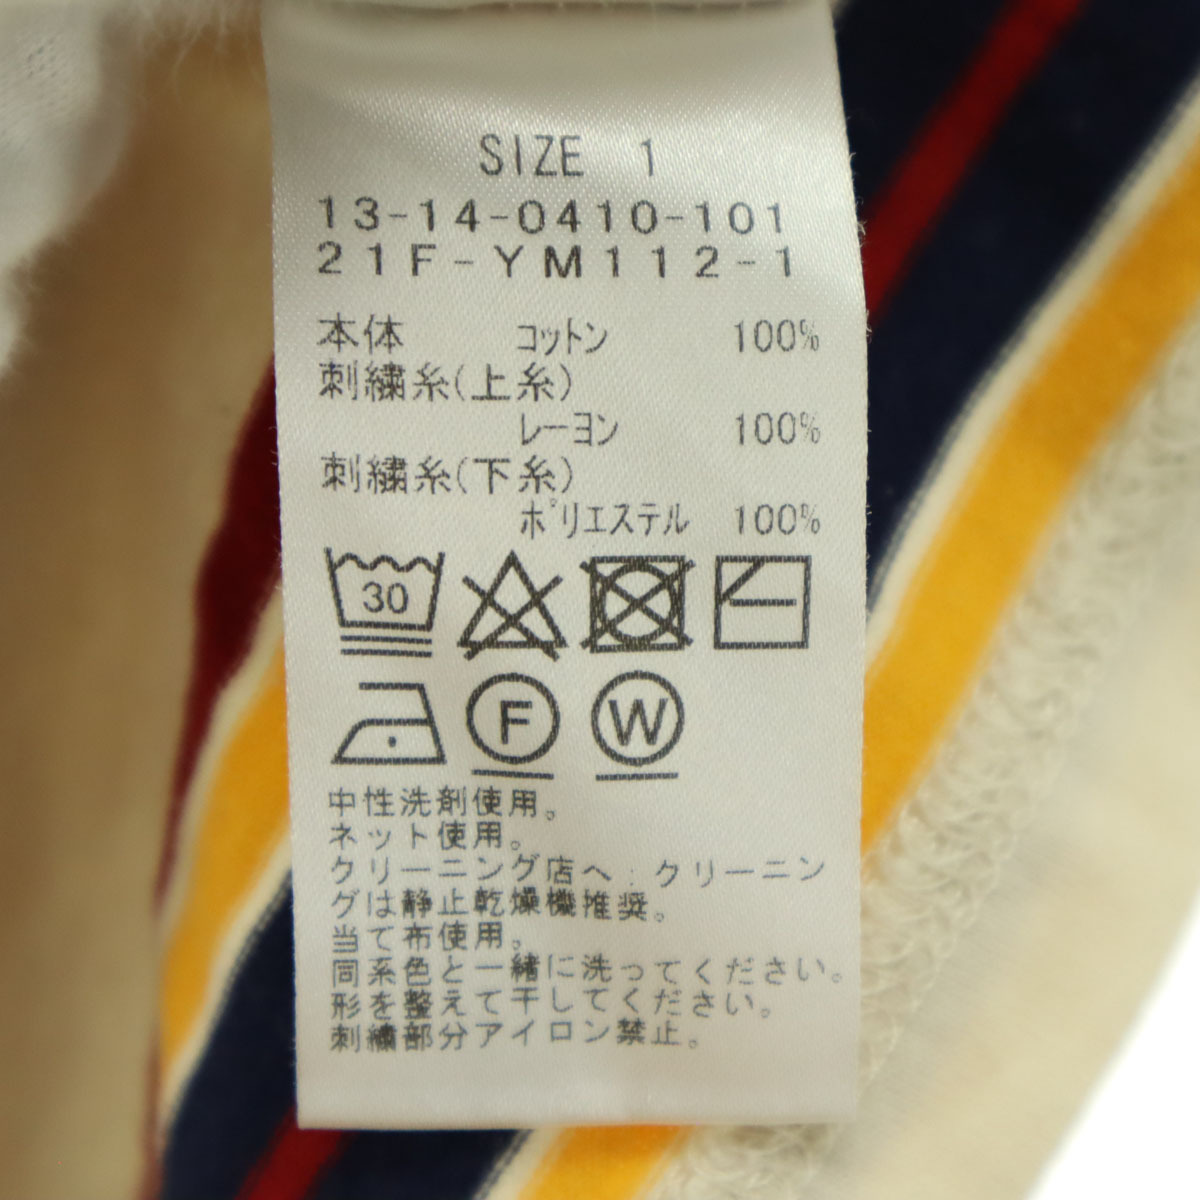 SIZE 1
13-14-0410-101
21F-YM112-1
本体 コットン 100%
刺繍糸(上糸)
レーヨン 100%
刺繍糸(下糸)
ポリエステル 100%
30
F W
中性洗剤使用。
ネット使用。
クリーニング店へ:クリーニン
グは静止乾燥機推奨。
当て布使用。
同系色と一緒に洗ってください。
形を整えて干してください。
刺繍部分アイロン禁止。